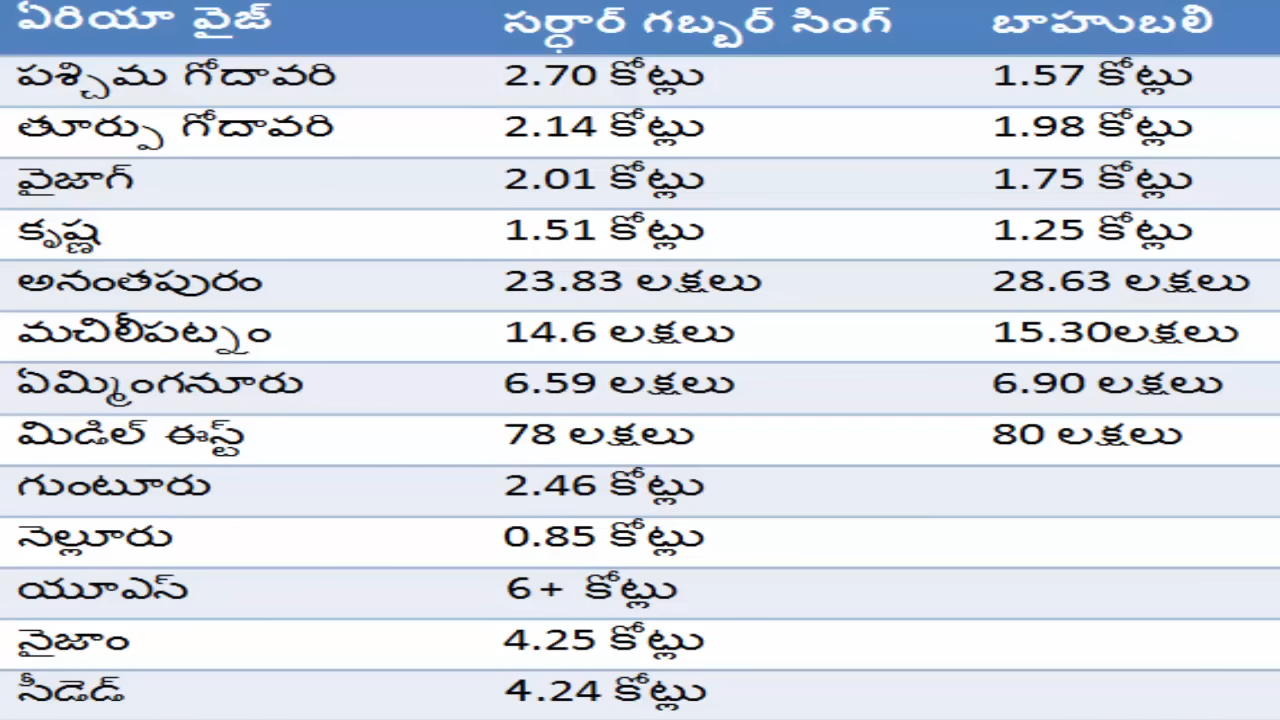 ఏరియా వైజ్ సర్ధార్ గబ్బర్ సింగ్ బాహుబలి
పశ్చిమ గోదావరి 2.70 కోట్లు 1.57 కోట్లు
తూర్పు గోదావరి 2.14 కోట్లు 1.98 కోట్లు
వైజాగ్ 2.01 కోట్లు 1.75 కోట్లు
కృష్ణ 1.51 కోట్లు 1.25 కోట్లు
అనంతపురం 23.83 లక్షలు 28.63 లక్షలు
మచిలీపట్నం 14.6 లక్షలు 15.30లక్షలు
ఏమ్మింగనూరు 6.59 లక్షలు 6.90 లక్షలు
మిడిల్ ఈస్ట్ 78 లక్షలు 80 లక్షలు
గుంటూరు 2.46 కోట్లు
నెల్లూరు 0.85 కోట్లు
యూఎస్ 6+ కోట్లు
నైజాం 4.25 కోట్లు
సీడెడ్ 4.24 కోట్లు